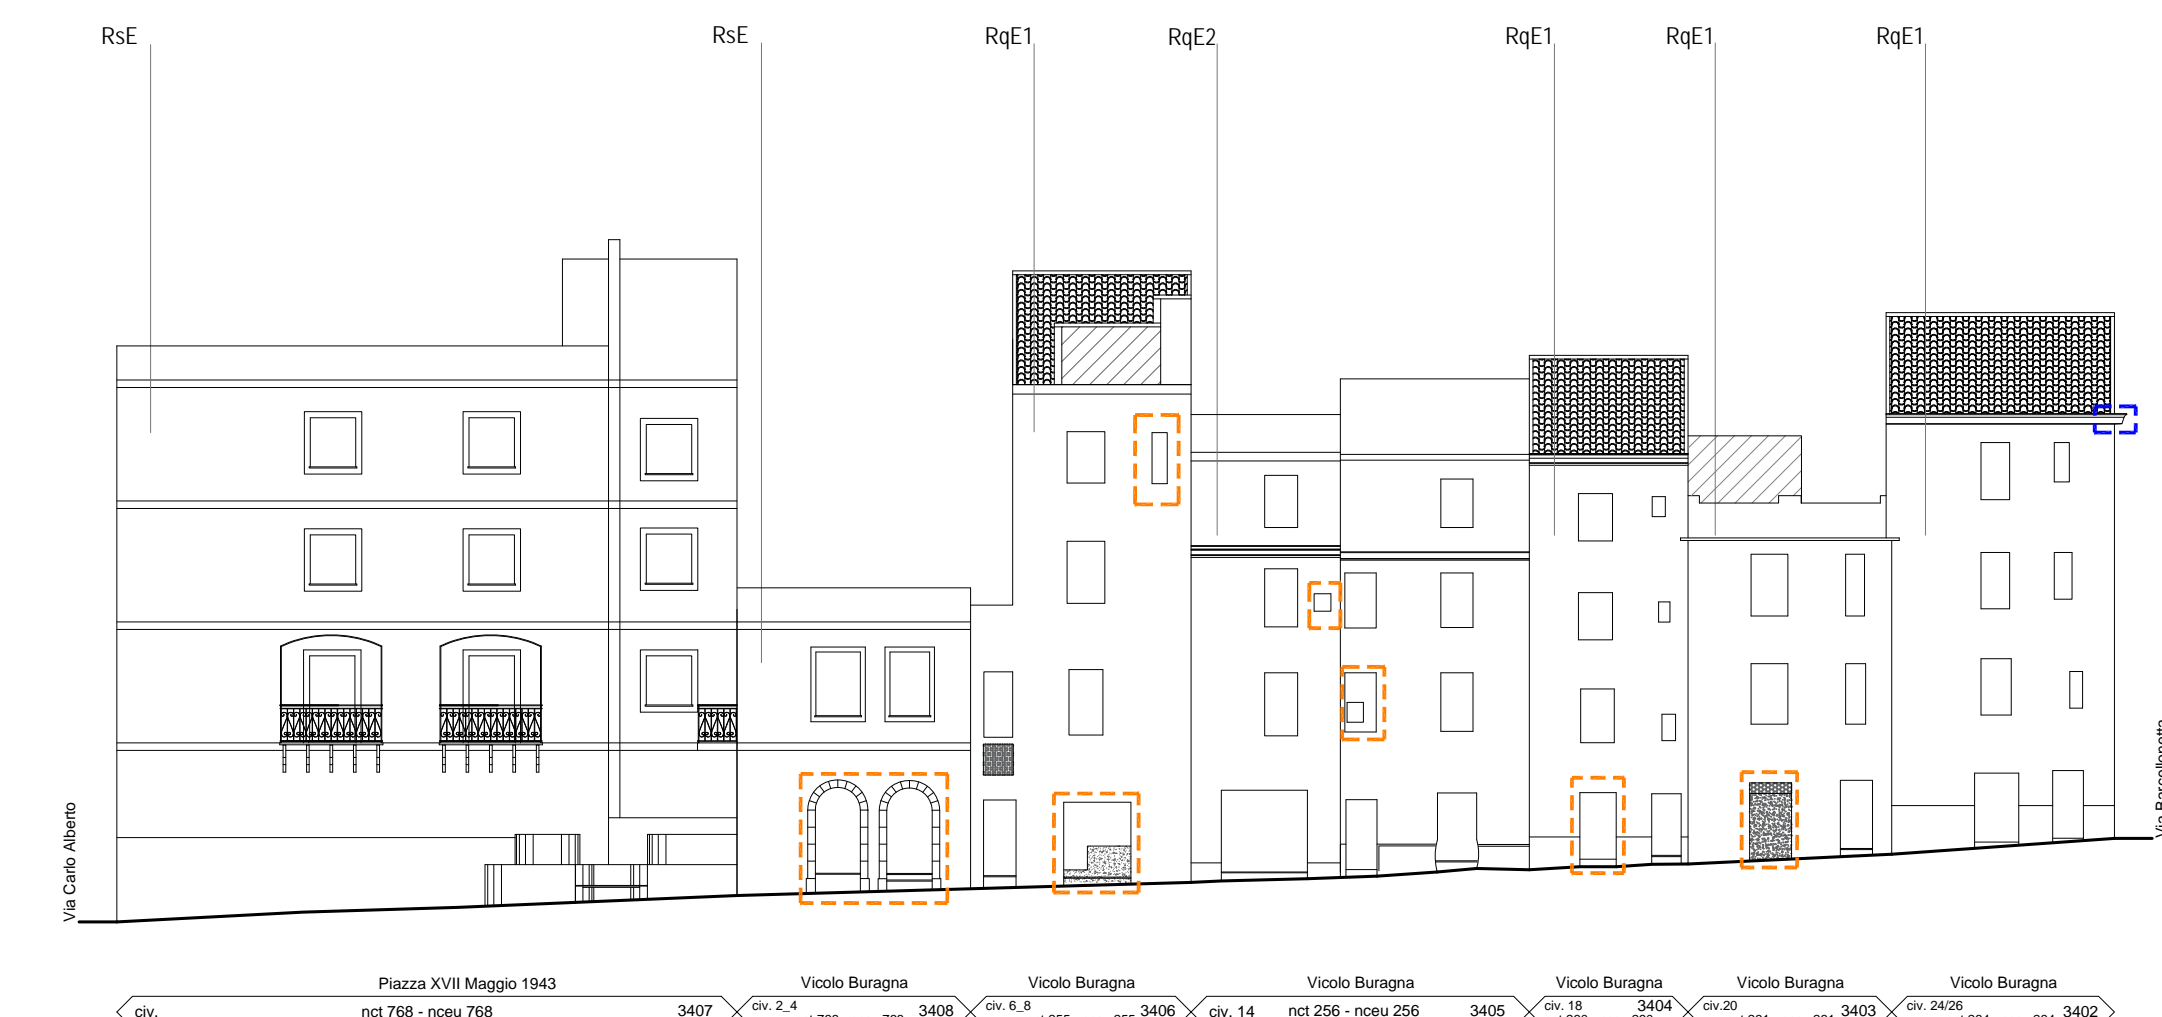 RsE RsE RqE1 RqE2 RqE1 RqE1 RqE1
Via Carlo Alberto
Piazza XVII Maggio 1943
civ. nct 768 - nceu 768 3407
Vicolo Buragna
civ. 2_4 3408
Vicolo Buragna
civ. 6_8 3406
Vicolo Buragna
civ. 14 nct 256 - nceu 256 3405
Vicolo Buragna
civ. 18 3404
Vicolo Buragna
civ.20 3403
Vicolo Buragna
civ. 24/26 3402